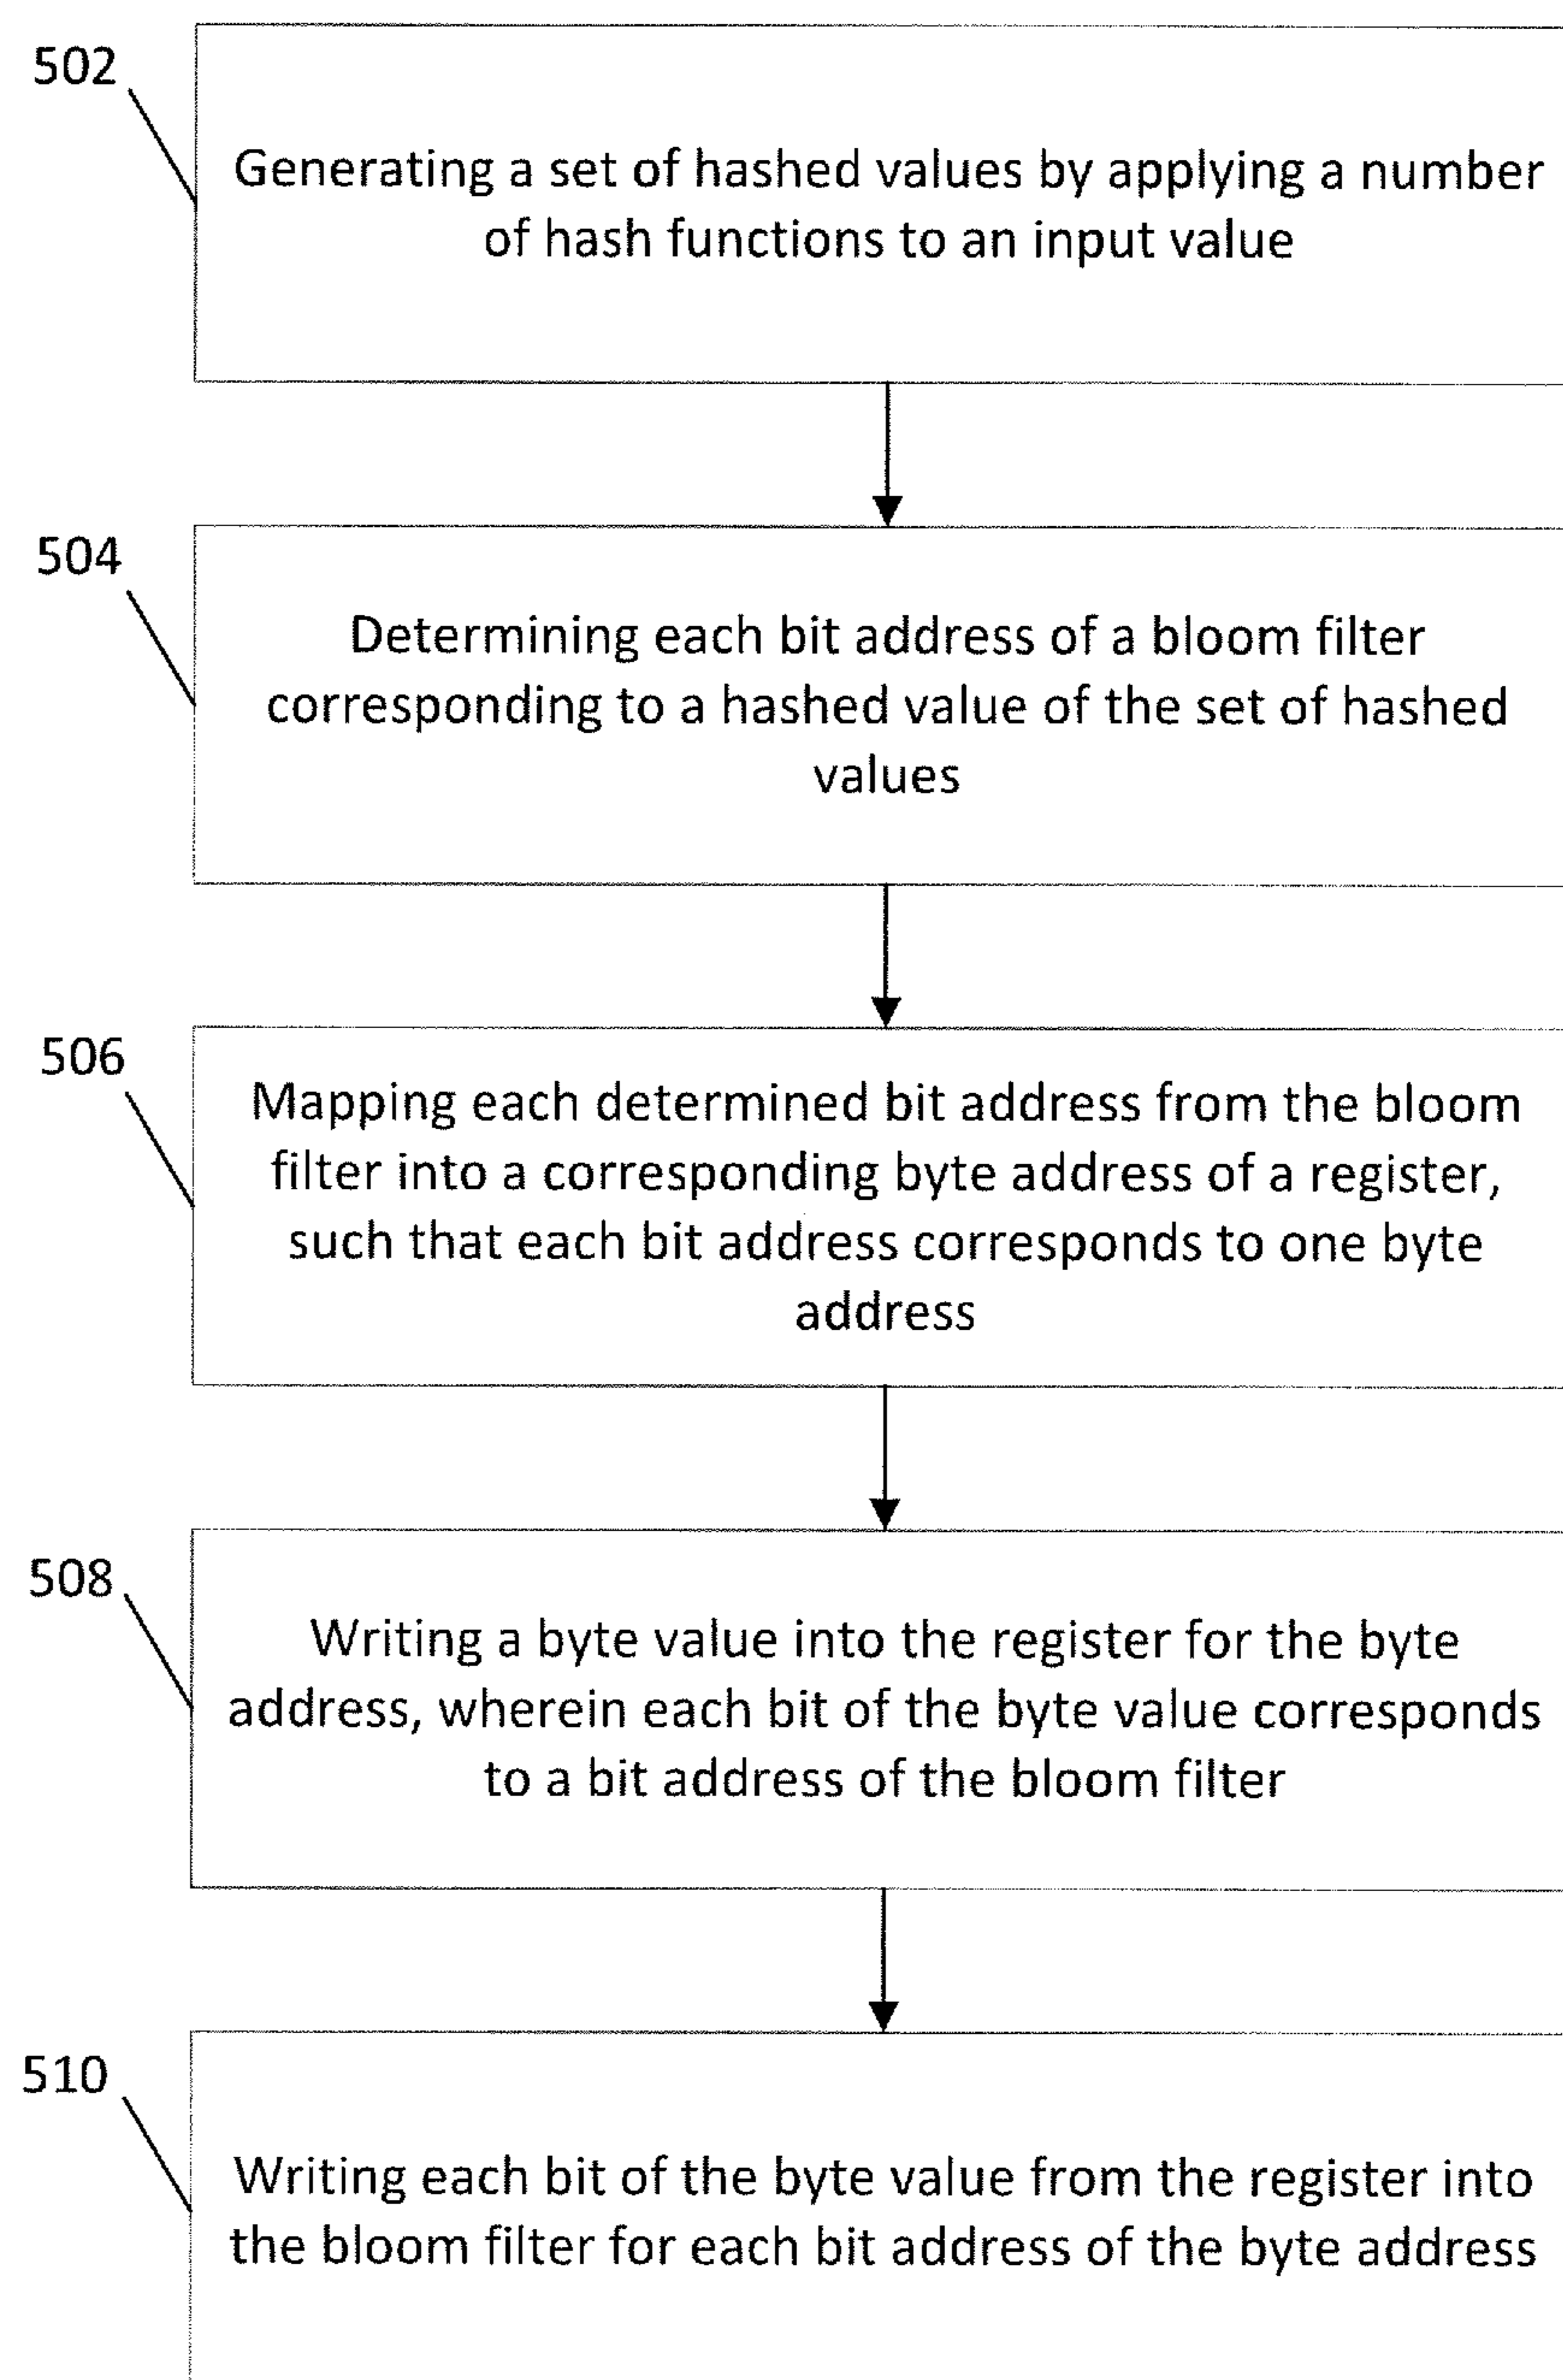 502
Generating a set of hashed values by applying a number
of hash functions to an input value
504
Determining each bit address of a bloom filter
corresponding to a hashed value of the set of hashed
values
506
Mapping each determined bit address from the bloom
filter into a corresponding byte address of a register,
such that each bit address corresponds to one byte
address
508
Writing a byte value into the register for the byte
address, wherein each bit of the byte value corresponds
to a bit address of the bloom filter
510
Writing each bit of the byte value from the register into
the bloom filter for each bit address of the byte address